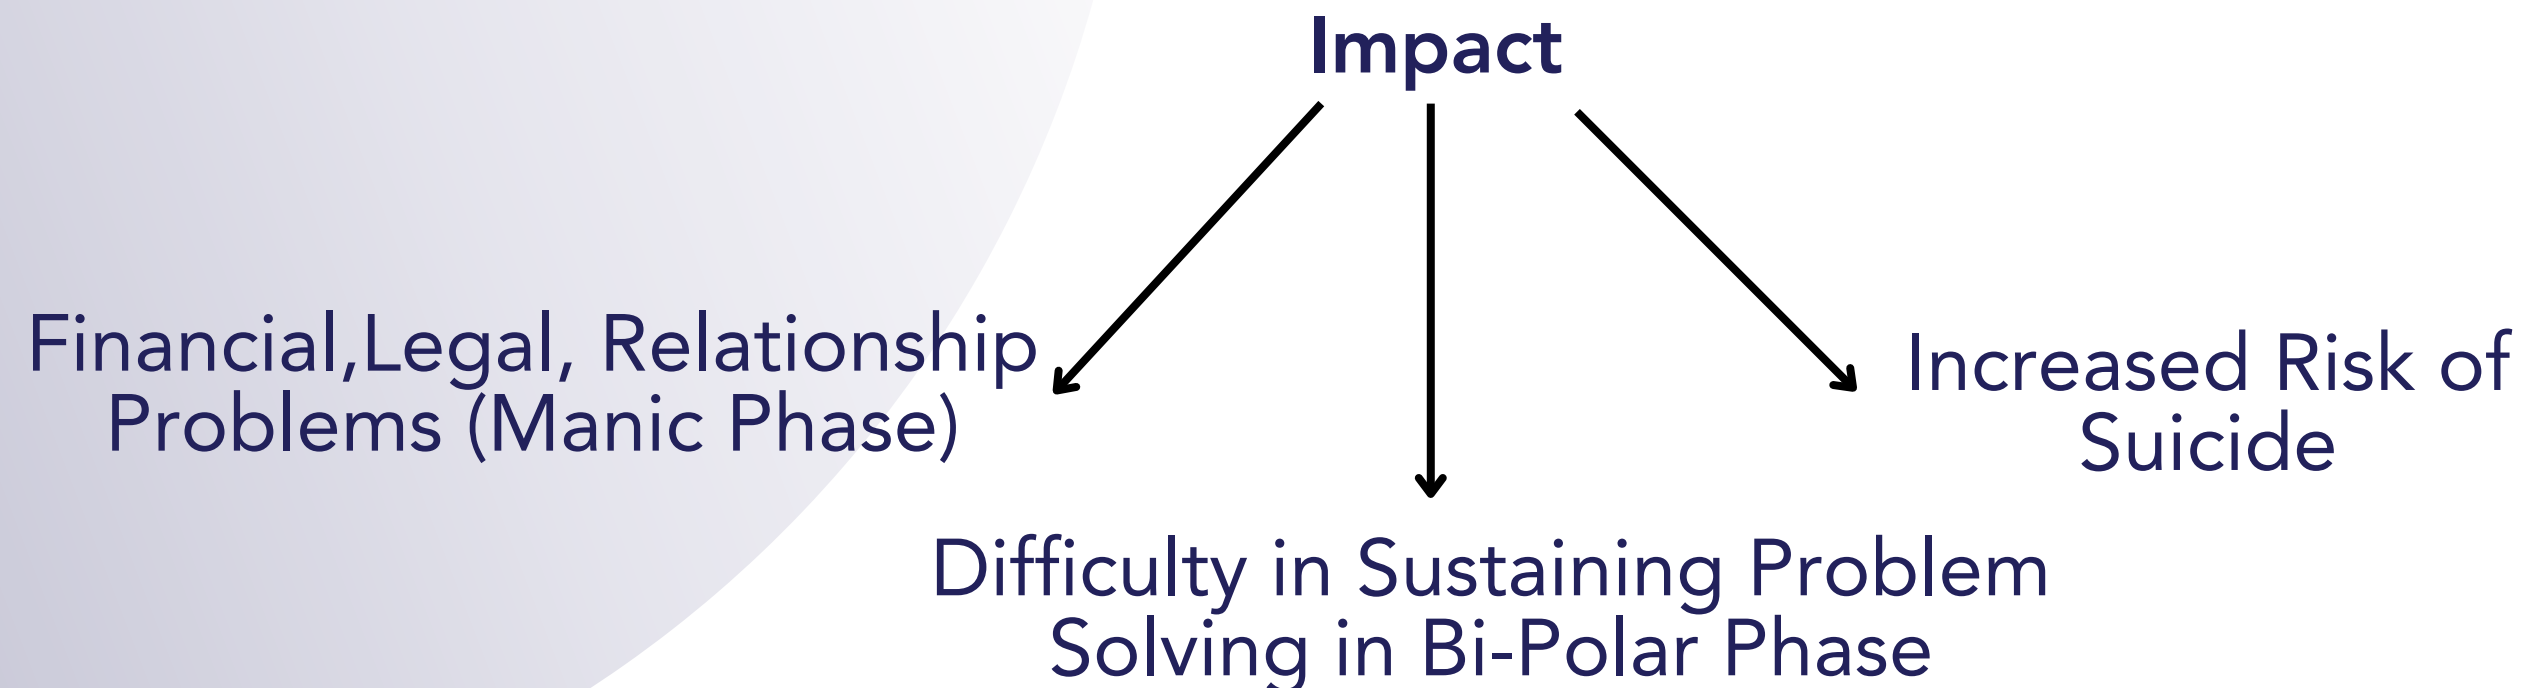 Impact
Financial,Legal, Relationship
Problems (Manic Phase)
Increased Risk of
Suicide
Difficulty in Sustaining Problem
Solving in Bi-Polar Phase